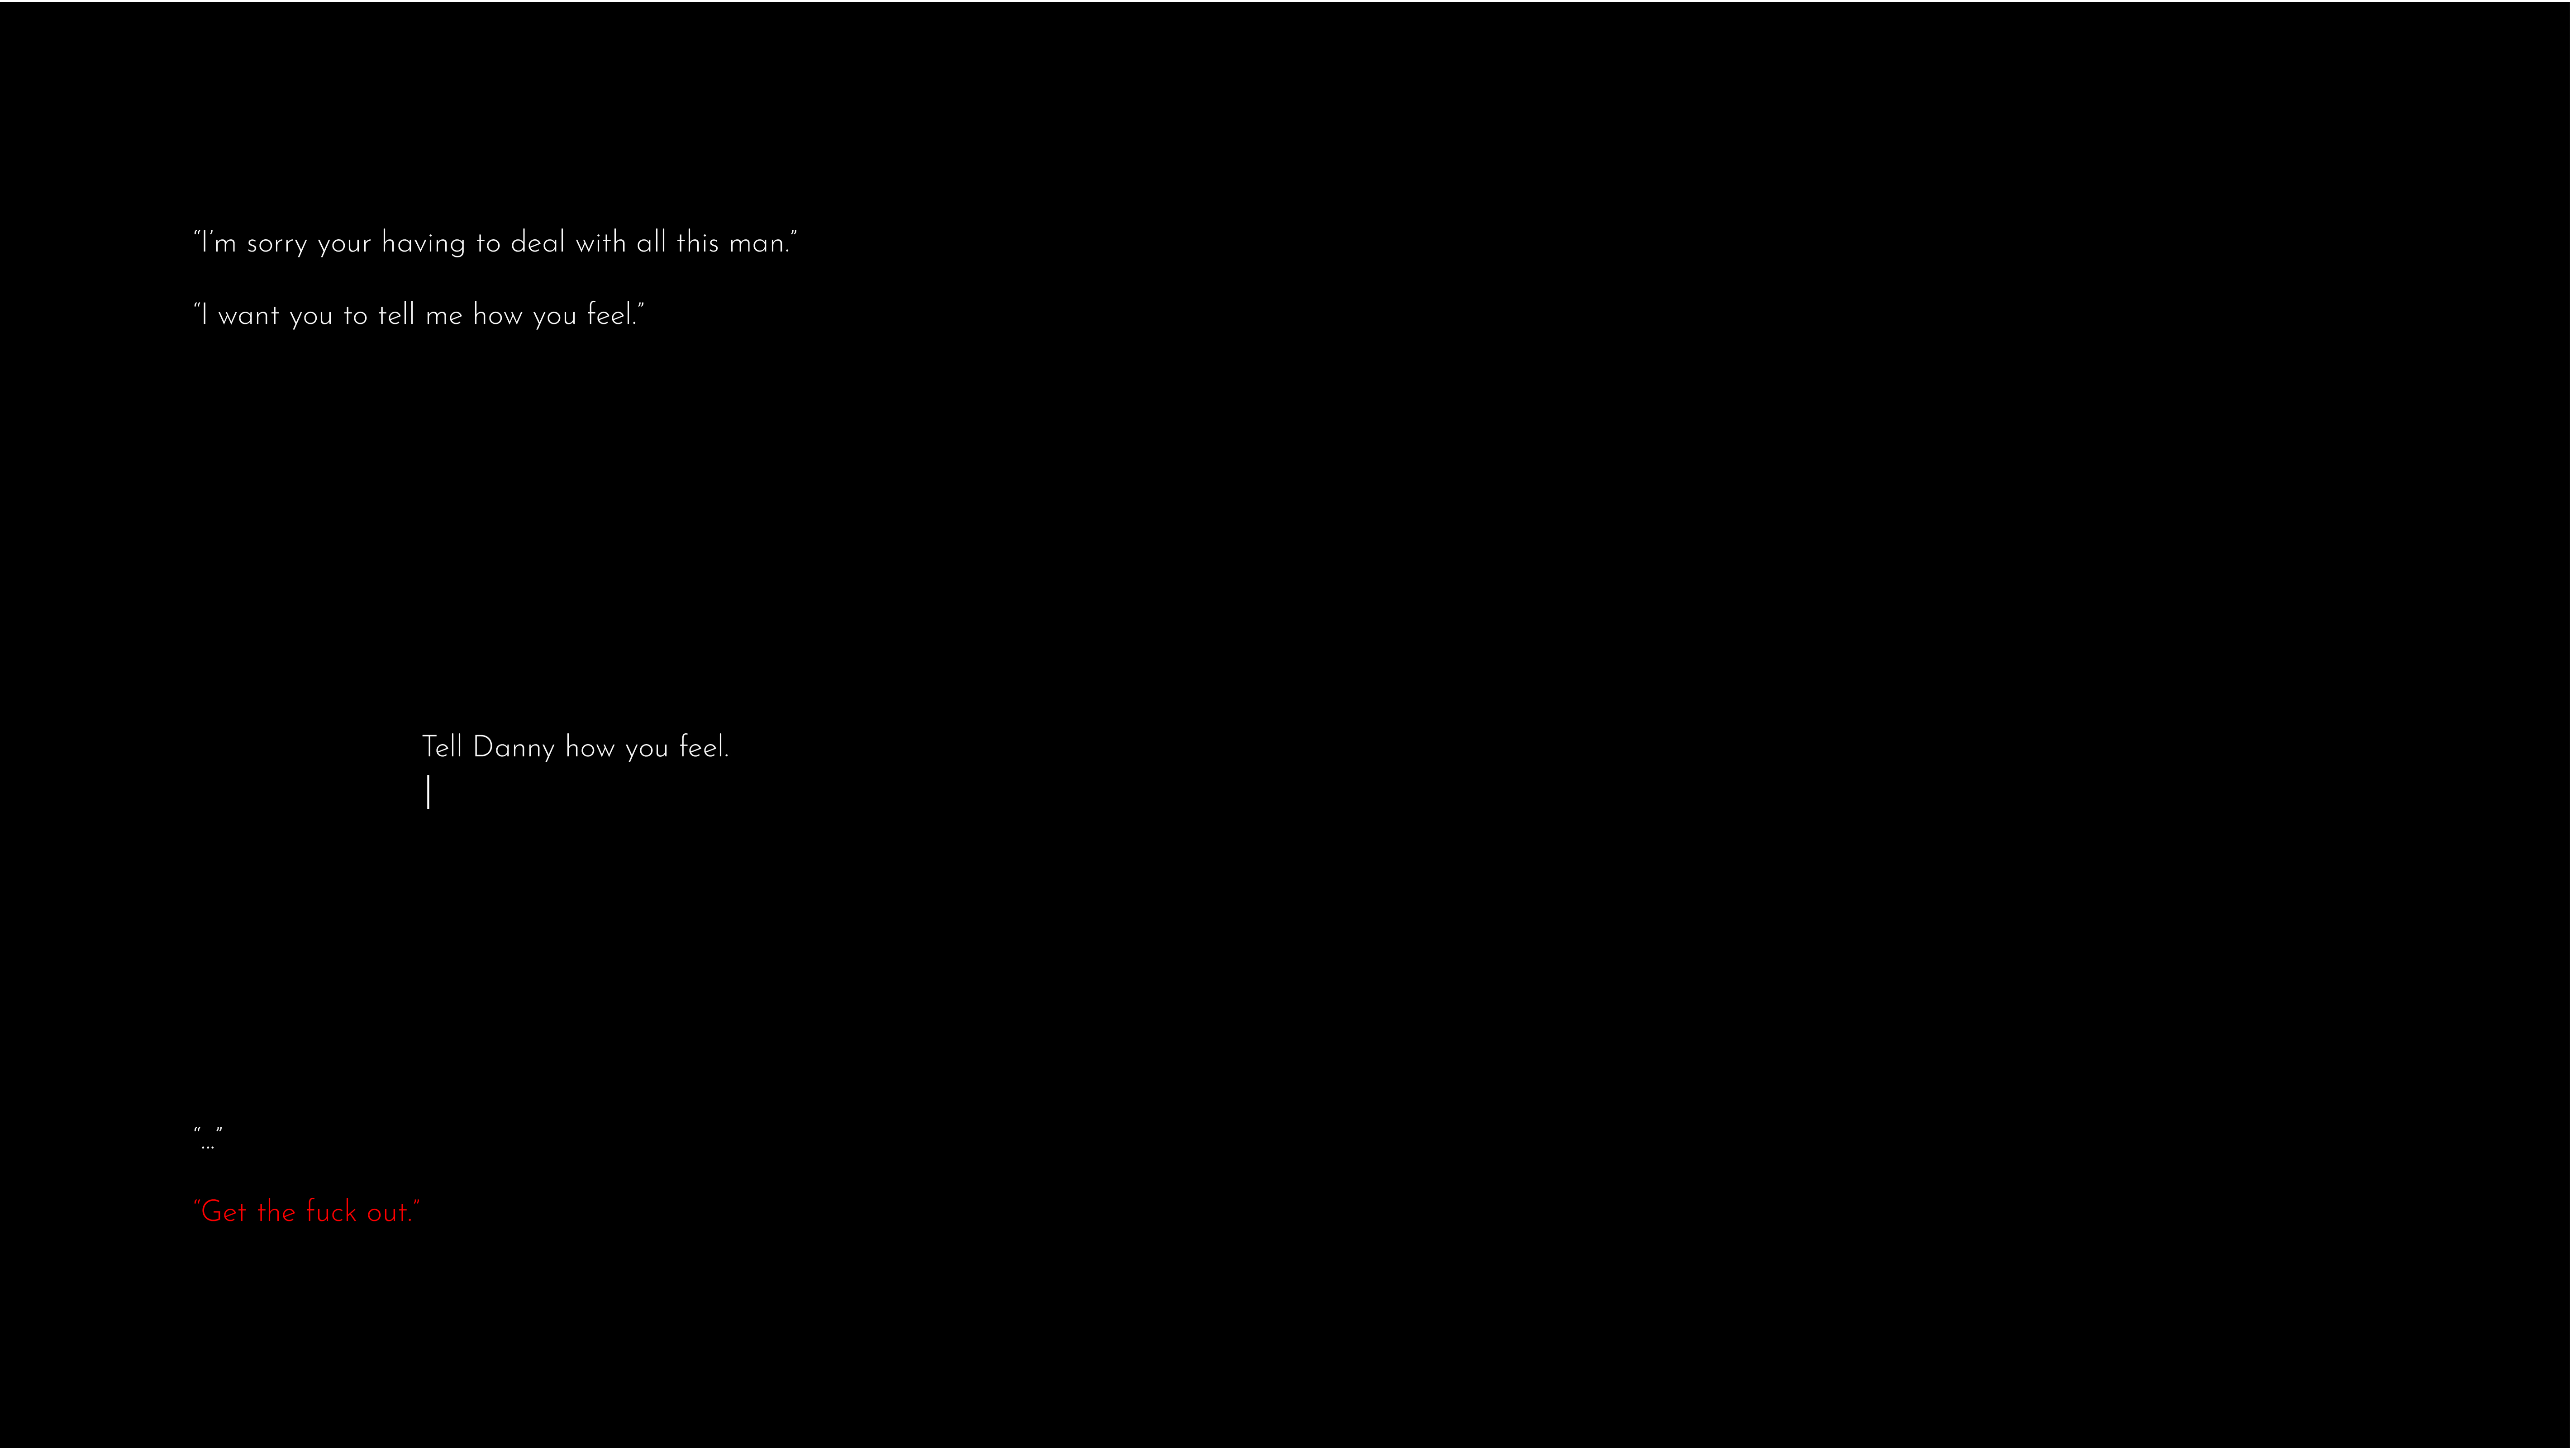 “I’m sorry your having to deal with all this man.”
“I want you to tell me how you feel.”
Tell Danny how you feel.
“...”
“Get the fuck out.”